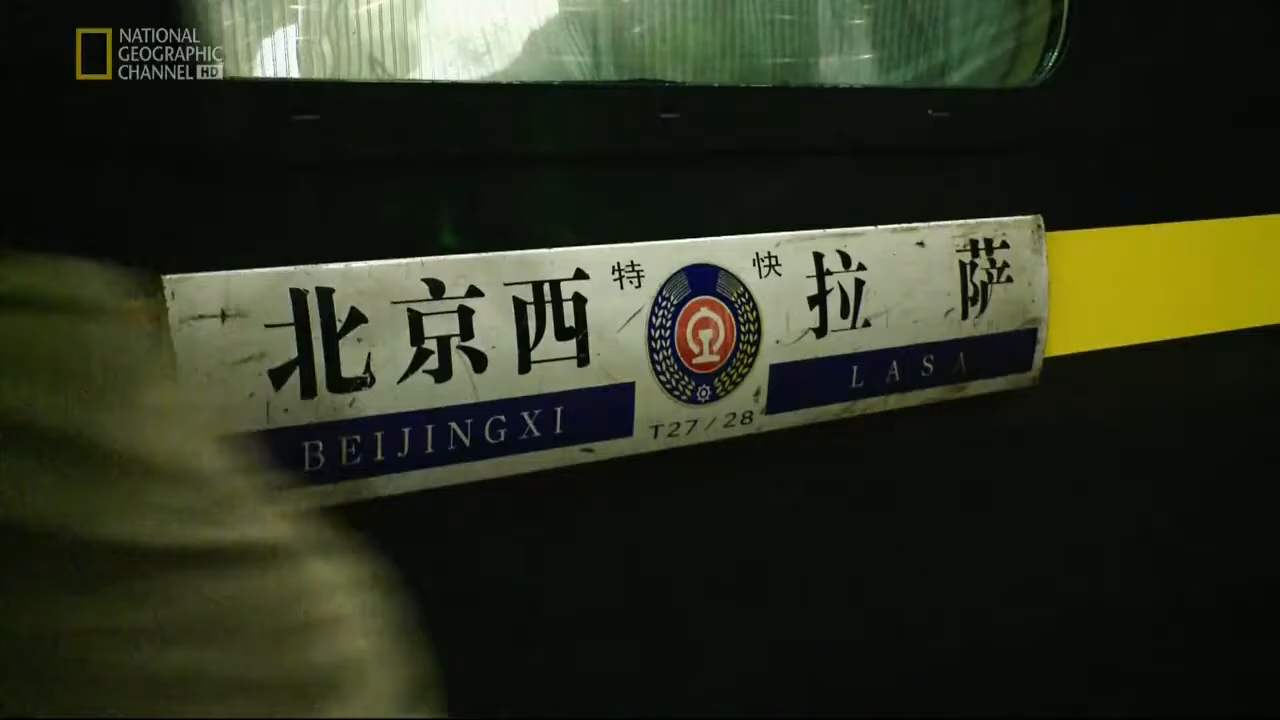 NATIONAL
GEOGRAPHIC
CHANNEL HD
北京西 特快 拉萨
BEIJINGXI T27/28 LASA